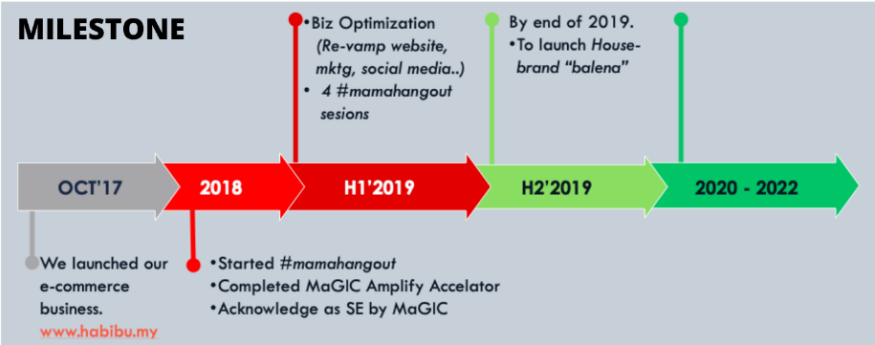 MILESTONE
•Biz Optimization
(Re-vamp website,
mktg, social media..)
• 4 #mamahangout
sesions
By end of 2019.
•To launch House-
brand “balena”
OCT'17
2018
H1'2019
H2'2019
2020 - 2022
We launched our
e-commerce
business.
www.habibu.my
•Started #mamahangout
•Completed MaGIC Amplify Accelator
•Acknowledge as SE by MaGIC